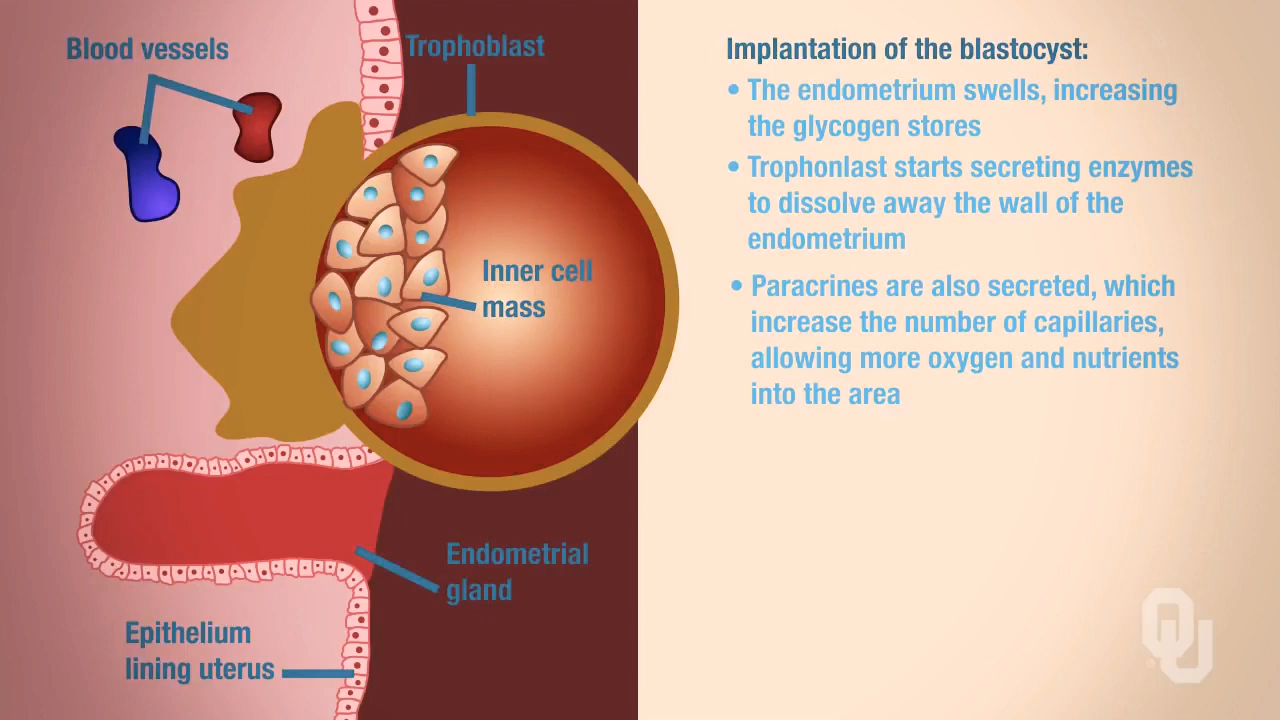 Blood vessels
Trophoblast
Inner cell
mass
Endometrial
gland
Epithelium
lining uterus
Implantation of the blastocyst:
• The endometrium swells, increasing
the glycogen stores
• Trophonlast starts secreting enzymes
to dissolve away the wall of the
endometrium
• Paracrines are also secreted, which
increase the number of capillaries,
allowing more oxygen and nutrients
into the area
OU